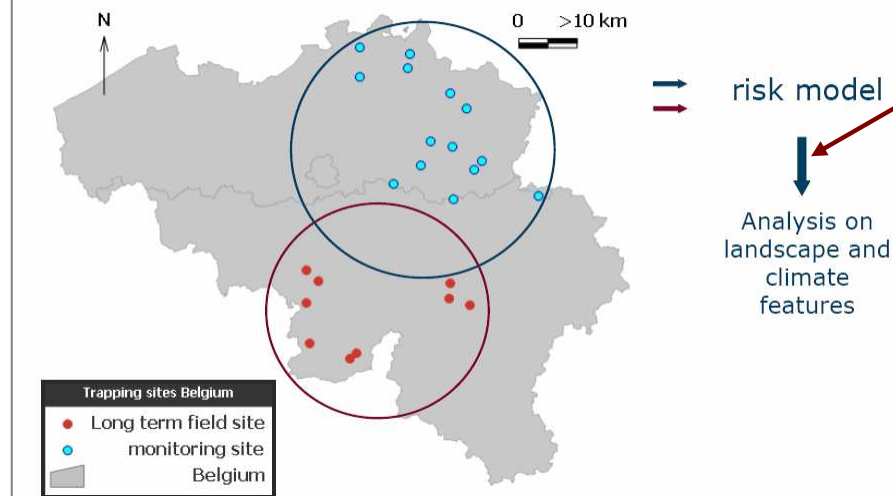 N
0 >10 km
risk model
Analysis on
landscape and
climate
features
Trapping sites Belgium
Long term field site
monitoring site
Belgium